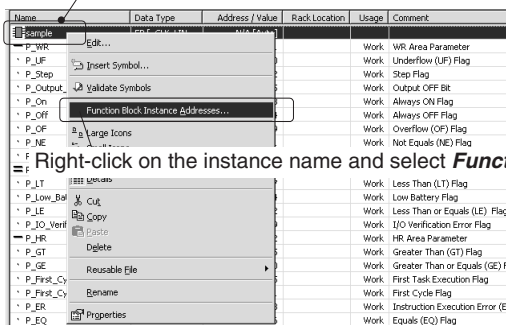 Name Data Type Address / Value Rack Location Usage Comment
sample N/A [Auto]
P_WR Edit... Work WR Area Parameter
P_UF Work Underflow (UF) Flag
P_Step Insert Symbol... Work Step Flag
P_Output_ Validate Symbols Work Output OFF Bit
P_On Work Always ON Flag
P_Off Function Block Instance Addresses... Work Always OFF Flag
P_OF Work Overflow (OF) Flag
P_NE Large Icons Work Not Equals (NE) Flag
Right-click on the instance name and select Funct
P_LT Details Work Less Than (LT) Flag
P_Low_Bat Cut Work Low Battery Flag
P_LE Copy Work Less Than or Equals (LE) Flag
P_IO_Verif Paste Work I/O Verification Error Flag
P_HR Work HR Area Parameter
P_GT Delete Work Greater Than (GT) Flag
P_GE Reusable File Work Greater Than or Equals (GE) F
P_First_Cy Work First Task Execution Flag
P_First_Cy Rename Work First Cycle Flag
P_ER Work Instruction Execution Error (E
P_EQ Properties Work Equals (EQ) Flag